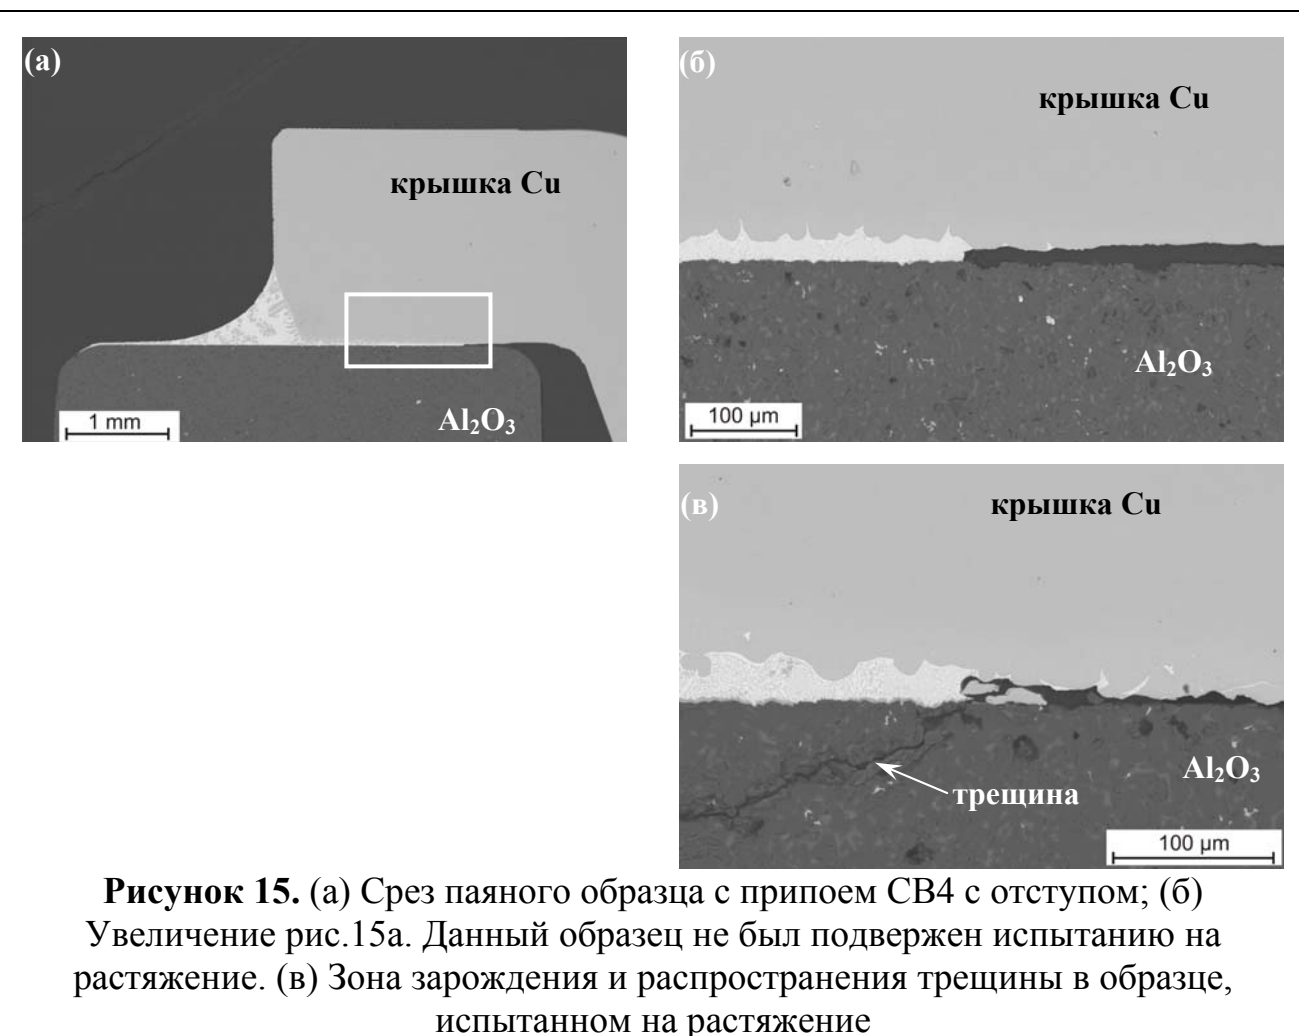 (а)
крышка Cu
1 mm
Al₂O₃
(б)
крышка Cu
Al₂O₃
100 µm
(в)
крышка Cu
Al₂O₃
трещина
100 µm
Рисунок 15. (а) Срез паяного образца с припоем СВ4 с отступом; (б)
Увеличение рис.15а. Данный образец не был подвержен испытанию на
растяжение. (в) Зона зарождения и распространения трещины в образце,
испытанном на растяжение